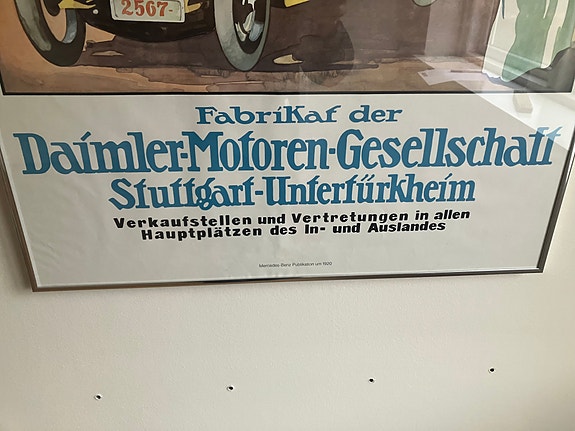 2567-
Fabrikat der
Daimler-Motoren-Gesellschaft
Stuttgart-Untertürkheim
Verkaufstellen und Vertretungen in allen
Hauptplätzen des In- und Auslandes
Mercedes-Benz Publikation um 1920